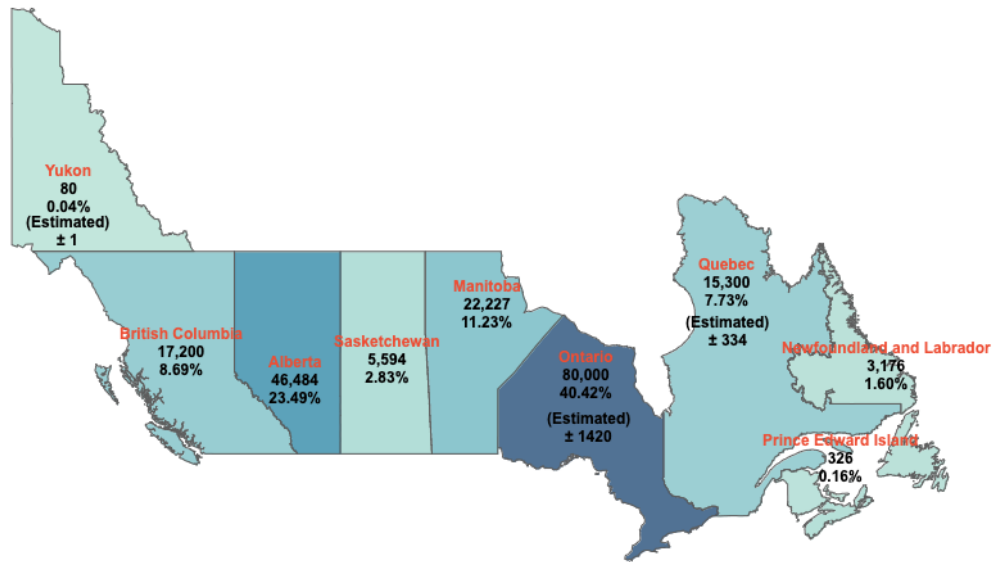 Yukon
80
0.04%
(Estimated)
± 1
British Columbia
17,200
8.69%
Alberta
46,484
23.49%
Sasketchewan
5,594
2.83%
Manitoba
22,227
11.23%
Ontario
80,000
40.42%
(Estimated)
± 1420
Quebec
15,300
7.73%
(Estimated)
± 334
Newfoundland and Labrador
3,176
1.60%
Prince Edward Island
326
0.16%